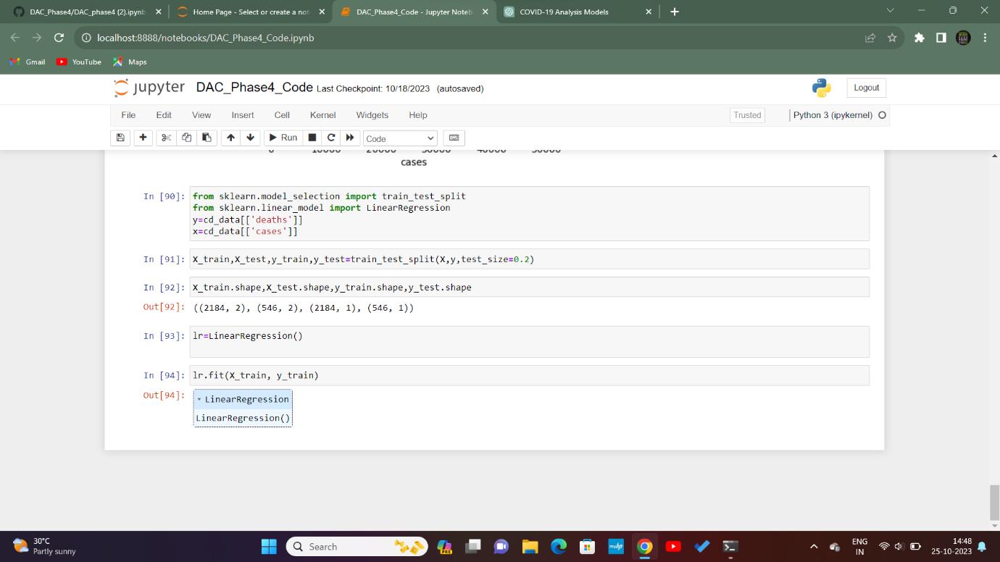 DAC_Phase4/DAC_phase4 (2).ipynb
Home Page - Select or create a not
DAC_Phase4_Code - Jupyter Noteb
COVID-19 Analysis Models
localhost:8888/notebooks/DAC_Phase4_Code.ipynb
Gmail
YouTube
Maps
jupyter
DAC_Phase4_Code Last Checkpoint: 10/18/2023 (autosaved)
Logout
File Edit View Insert Cell Kernel Widgets Help
Trusted
Python 3 (ipykernel)
Run
Code
0 10000 20000 30000 40000 50000
cases
In [90]: from sklearn.model_selection import train_test_split
from sklearn.linear_model import LinearRegression
y=cd_data[['deaths']]
x=cd_data[['cases']]
In [91]: X_train,X_test,y_train,y_test=train_test_split(X,y,test_size=0.2)
In [92]: X_train.shape,X_test.shape,y_train.shape,y_test.shape
Out[92]: ((2184, 2), (546, 2), (2184, 1), (546, 1))
In [93]: lr=LinearRegression()
In [94]: lr.fit(X_train, y_train)
Out[94]: LinearRegression
LinearRegression()
30°C
Partly sunny
Search
PRE
myhp
ENG
IN
14:48
25-10-2023